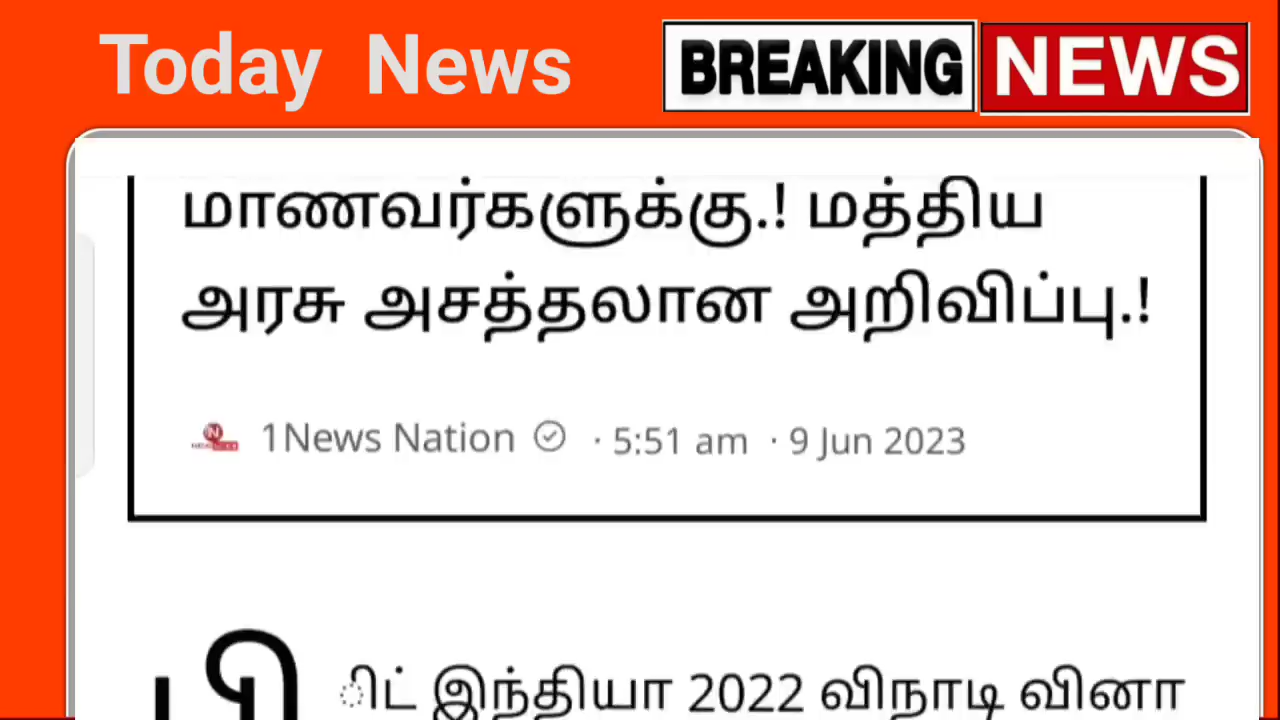 Today News
BREAKING NEWS
மாணவர்களுக்கு.! மத்திய
அரசு அசத்தலான அறிவிப்பு.!
1News Nation · 5:51 am · 9 Jun 2023
பி
ிட் இந்தியா 2022 விநாடி வினா